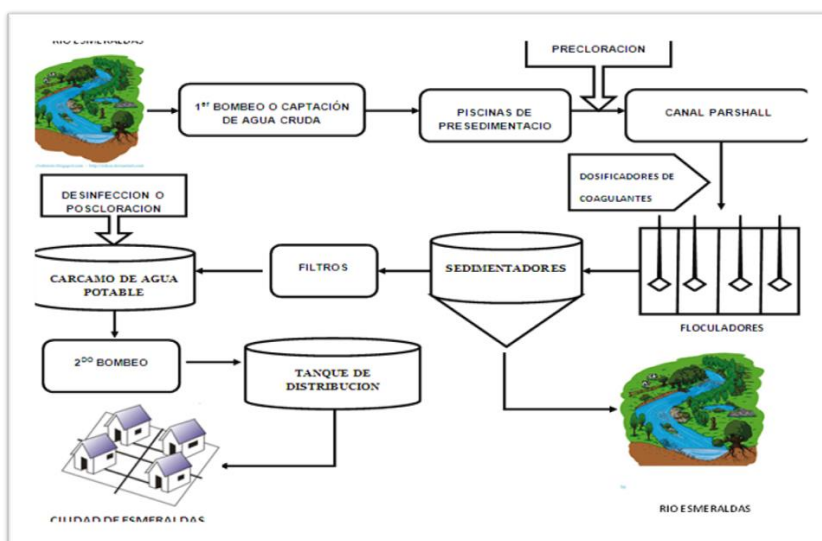 RIO ESMERALDAS
PRECLORACION
1er BOMBEO O CAPTACIÓN
DE AGUA CRUDA
PISCINAS DE
PRESEDIMENTACIO
CANAL PARSHALL
DOSIFICADORES DE
COAGULANTES
DESINFECCION O
POSCLORACION
CARCAMO DE AGUA
POTABLE
FILTROS
SEDIMENTADORES
FLOCULADORES
2DO BOMBEO
TANQUE DE
DISTRIBUCION
CIUDAD DE ESMERALDAS
RIO ESMERALDAS